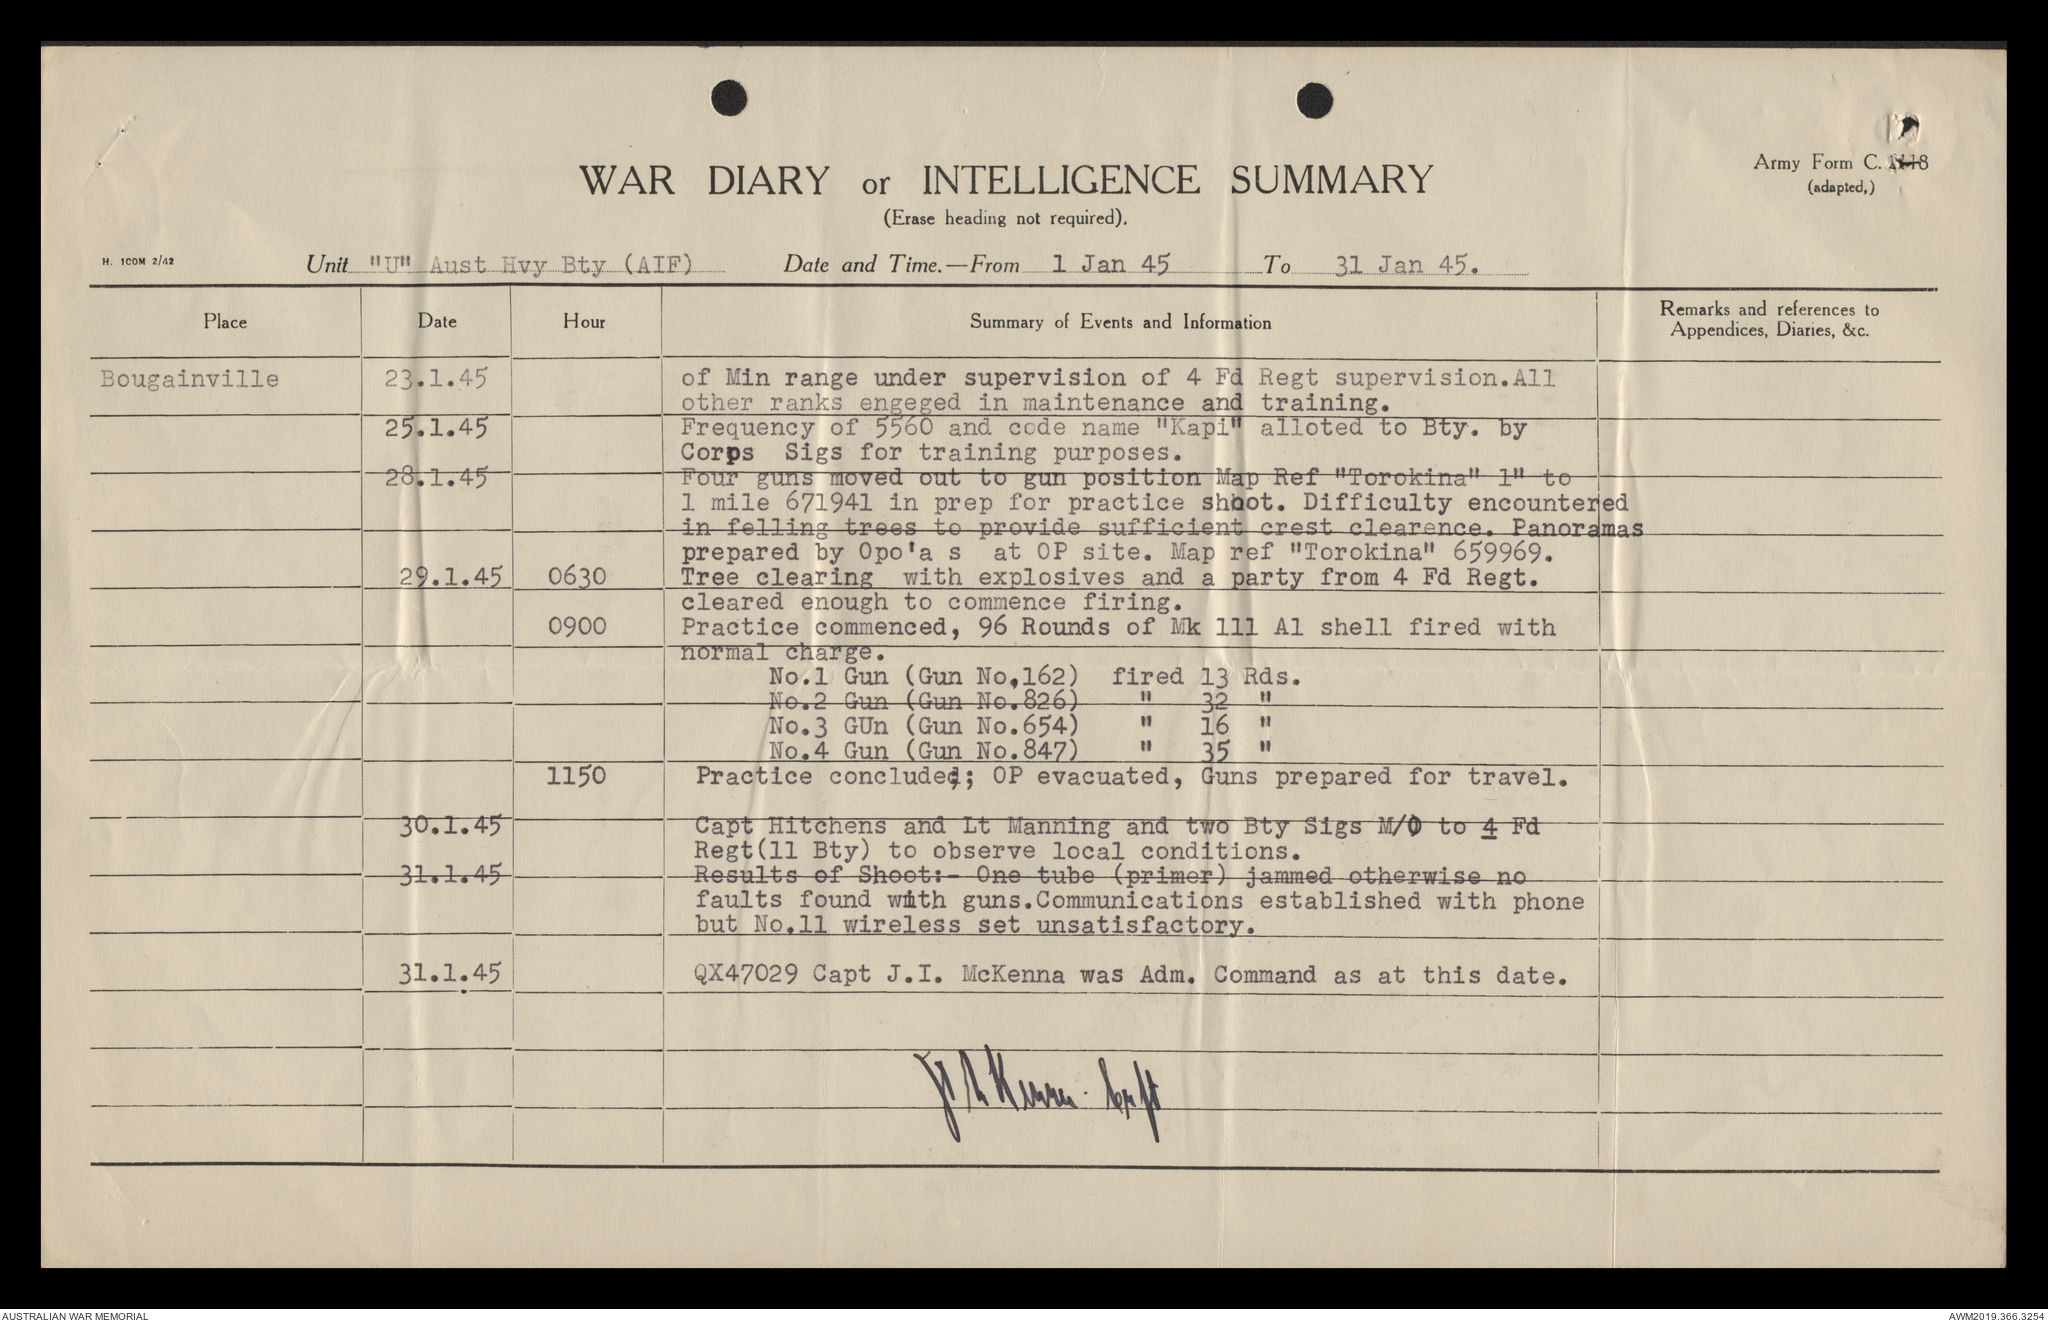 Army Form C. 2118
(adapted,)
WAR DIARY or INTELLIGENCE SUMMARY
(Erase heading not required).
H. 100M 2/42
Unit "U" Aust Hvy Bty (AIF) Date and Time.—From 1 Jan 45 To 31 Jan 45.
Place Date Hour Summary of Events and Information Remarks and references to
Appendices, Diaries, &c.
Bougainville 23.1.45 of Min range under supervision of 4 Fd Regt supervision.All
other ranks engeged in maintenance and training.
25.1.45 Frequency of 5560 and code name "Kapi" alloted to Bty. by
Corps Sigs for training purposes.
28.1.45 Four guns moved out to gun position Map Ref "Torokina" 1" to
1 mile 671941 in prep for practice shoot. Difficulty encountered
in felling trees to provide sufficient crest clearence. Panoramas
prepared by Opo'a s at OP site. Map ref "Torokina" 659969.
29.1.45 0630 Tree clearing with explosives and a party from 4 Fd Regt.
cleared enough to commence firing.
0900 Practice commenced, 96 Rounds of Mk 111 A1 shell fired with
normal charge.
No.1 Gun (Gun No.162) fired 13 Rds.
No.2 Gun (Gun No.826) " 32 "
No.3 GUn (Gun No.654) " 16 "
No.4 Gun (Gun No.847) " 35 "
1150 Practice concluded; OP evacuated, Guns prepared for travel.
30.1.45 Capt Hitchens and Lt Manning and two Bty Sigs M/O to 4 Fd
Regt(11 Bty) to observe local conditions.
31.1.45 Results of Shoot:- One tube (primer) jammed otherwise no
faults found with guns.Communications established with phone
but No.11 wireless set unsatisfactory.
31.1.45 QX47029 Capt J.I. McKenna was Adm. Command as at this date.
Capt
AUSTRALIAN WAR MEMORIAL AWM2019.366.3254